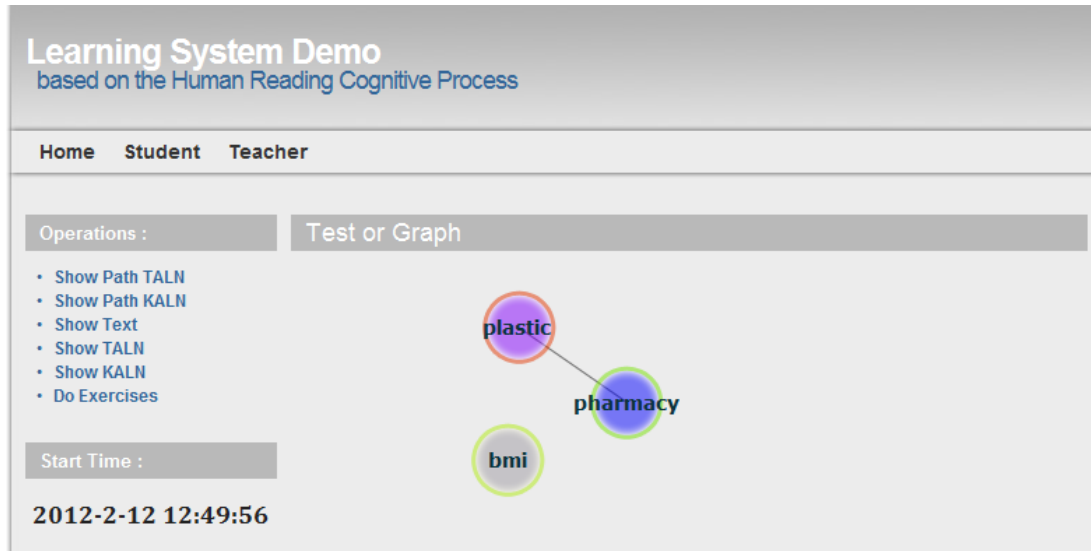 Learning System Demo
based on the Human Reading Cognitive Process
Home Student Teacher
Operations :
• Show Path TALN
• Show Path KALN
• Show Text
• Show TALN
• Show KALN
• Do Exercises
Start Time :
2012-2-12 12:49:56
Test or Graph
plastic
pharmacy
bmi